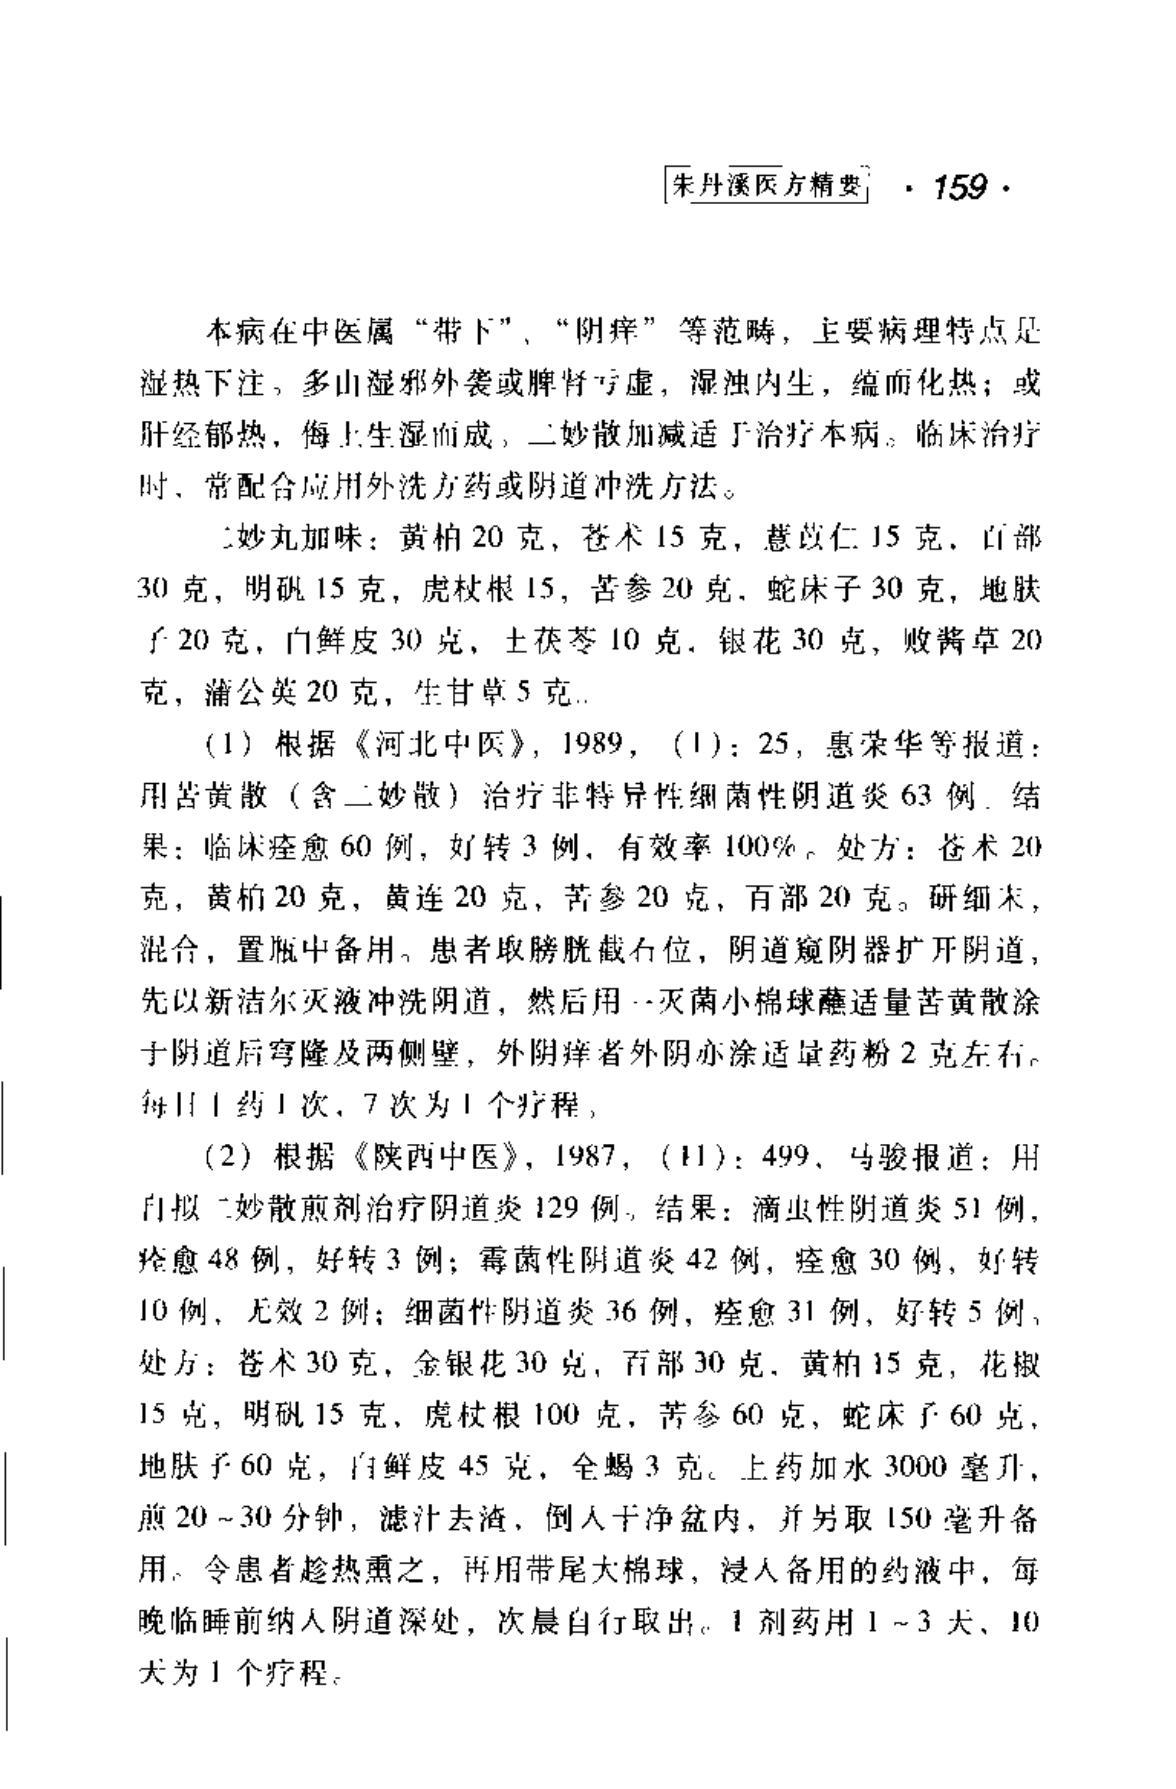 朱丹溪医方精要 · 159 ·
本病在中医属“带下”、“阴痒”等范畴，主要病理特点是
湿热下注。多由湿邪外袭或脾肾亏虚，湿浊内生，蕴而化热；或
肝经郁热，侮土生湿而成。二妙散加减适于治疗本病。临床治疗
时，常配合应用外洗方药或阴道冲洗方法。
二妙丸加味：黄柏 20 克，苍术 15 克，薏苡仁 15 克，百部
30 克，明矾 15 克，虎杖根 15，苦参 20 克，蛇床子 30 克，地肤
子 20 克，白鲜皮 30 克，土茯苓 10 克，银花 30 克，败酱草 20
克，蒲公英 20 克，生甘草 5 克。
(1) 根据《河北中医》，1989，(1)：25，惠荣华等报道：
用苦黄散（含二妙散）治疗非特异性细菌性阴道炎 63 例。结
果：临床痊愈 60 例，好转 3 例，有效率 100%。处方：苍术 20
克，黄柏 20 克，黄连 20 克，苦参 20 克，百部 20 克。研细末，
混合，置瓶中备用。患者取膀胱截石位，阴道窥阴器扩开阴道，
先以新洁尔灭液冲洗阴道，然后用一灭菌小棉球蘸适量苦黄散涂
于阴道后穹隆及两侧壁，外阴痒者外阴亦涂适量药粉 2 克左右。
每日上药 1 次，7 次为 1 个疗程。
(2) 根据《陕西中医》，1987，(11)：499，马骏报道：用
自拟二妙散煎剂治疗阴道炎 129 例。结果：滴虫性阴道炎 51 例，
痊愈 48 例，好转 3 例；霉菌性阴道炎 42 例，痊愈 30 例，好转
10 例，无效 2 例；细菌性阴道炎 36 例，痊愈 31 例，好转 5 例。
处方：苍术 30 克，金银花 30 克，百部 30 克，黄柏 15 克，花椒
15 克，明矾 15 克，虎杖根 100 克，苦参 60 克，蛇床子 60 克，
地肤子 60 克，白鲜皮 45 克，全蝎 3 克。上药加水 3000 毫升，
煎 20～30 分钟，滤汁去渣，倒入干净盆内，并另取 150 毫升备
用。令患者趁热熏之，再用带尾大棉球，浸入备用的药液中，每
晚临睡前纳入阴道深处，次晨自行取出。1 剂药用 1～3 天，10
天为 1 个疗程。